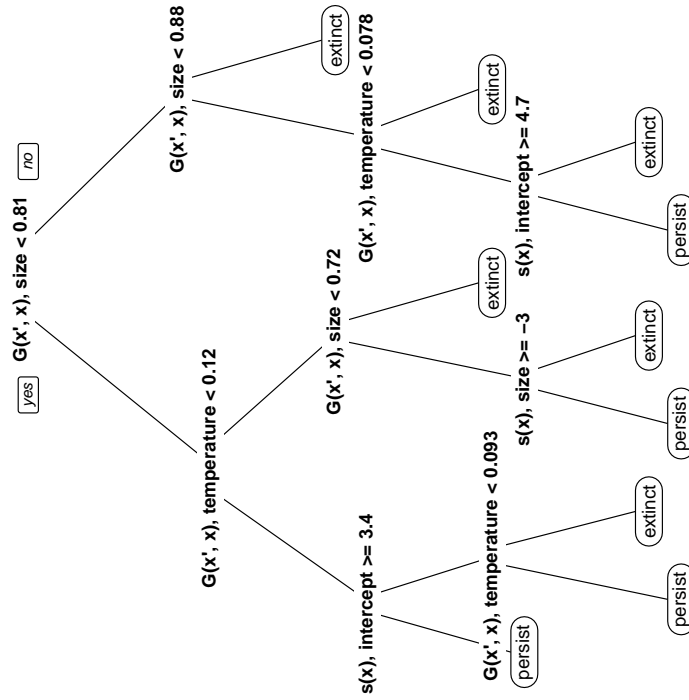 yes
G(x', x), size < 0.81
no
G(x', x), temperature < 0.12
G(x', x), size < 0.88
s(x), intercept >= 3.4
G(x', x), size < 0.72
G(x', x), temperature < 0.078
extinct
persist
G(x', x), temperature < 0.093
s(x), size >= −3
extinct
s(x), intercept >= 4.7
extinct
persist
extinct
persist
extinct
persist
extinct